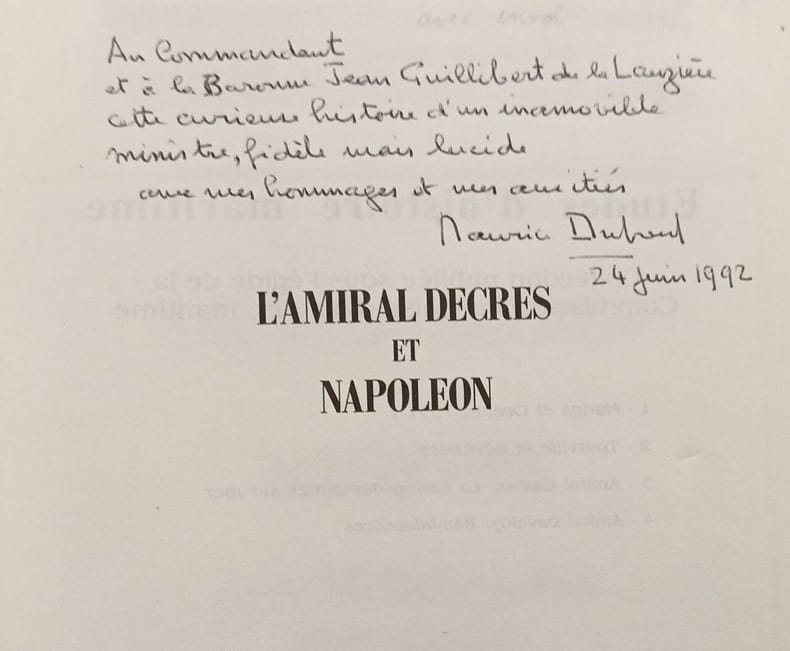 avec envoi
Au Commandant
et à la Baronne Jean Guillibert de la Lauzière
cette curieuse histoire d'un inamovible
ministre, fidèle mais lucide
avec mes hommages et mes amitiés
Maurice Dupont
24 Juin 1992
L'AMIRAL DECRES
ET
NAPOLEON